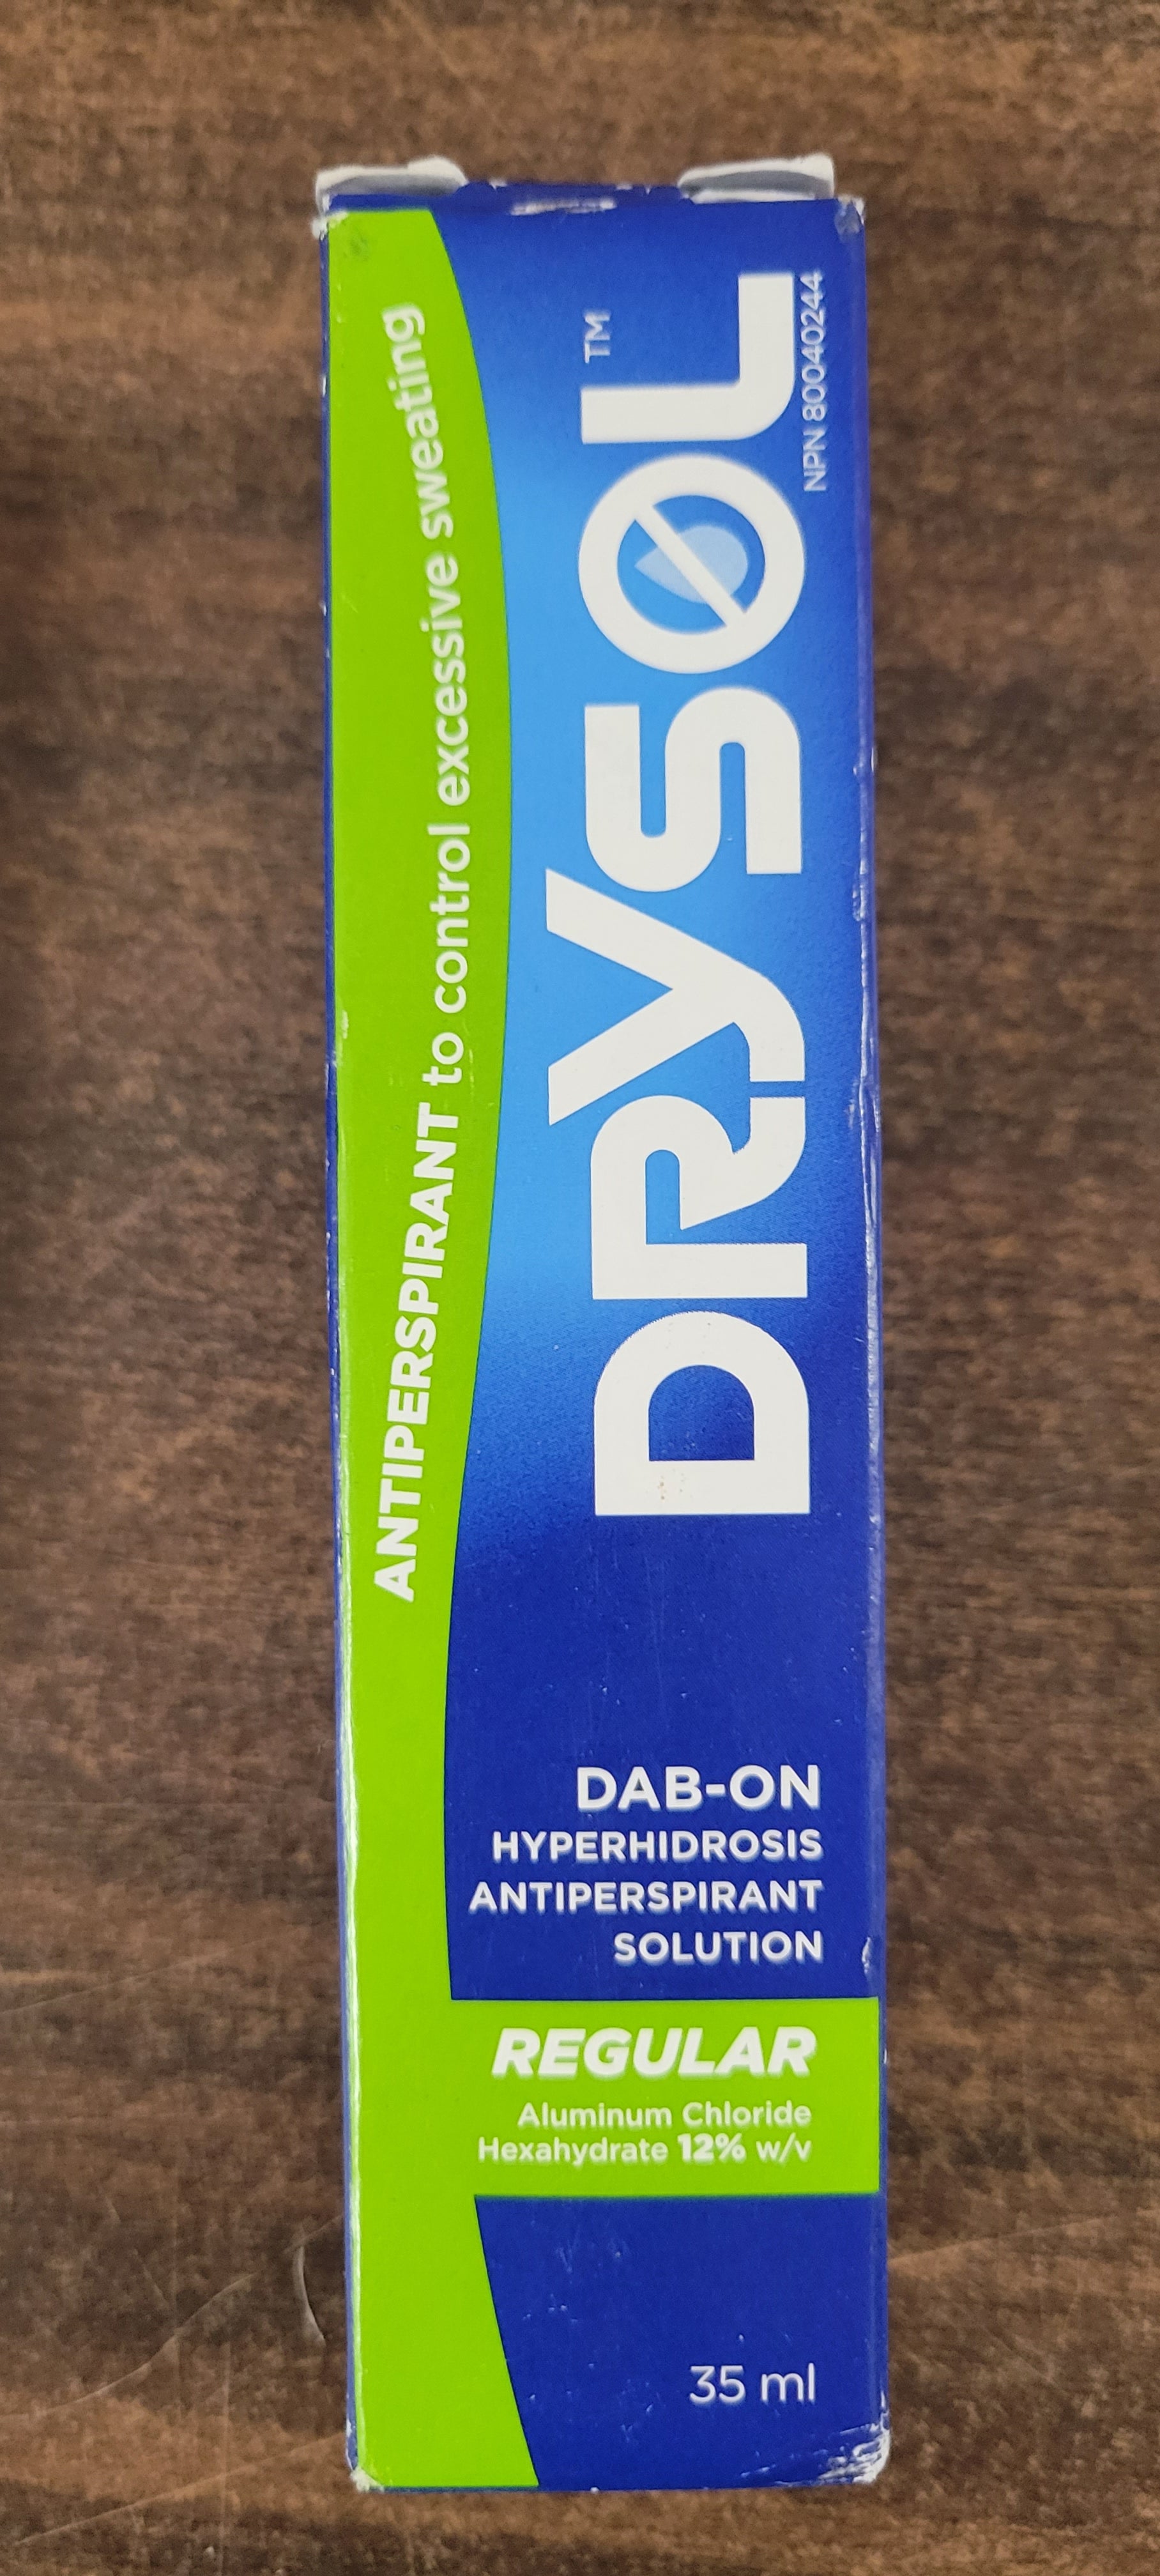 ANTIPERSPIRANT to control excessive sweating
DRYSOL™
NPN 80040244
DAB-ON
HYPERHIDROSIS
ANTIPERSPIRANT
SOLUTION
REGULAR
Aluminum Chloride
Hexahydrate 12% w/v
35 ml